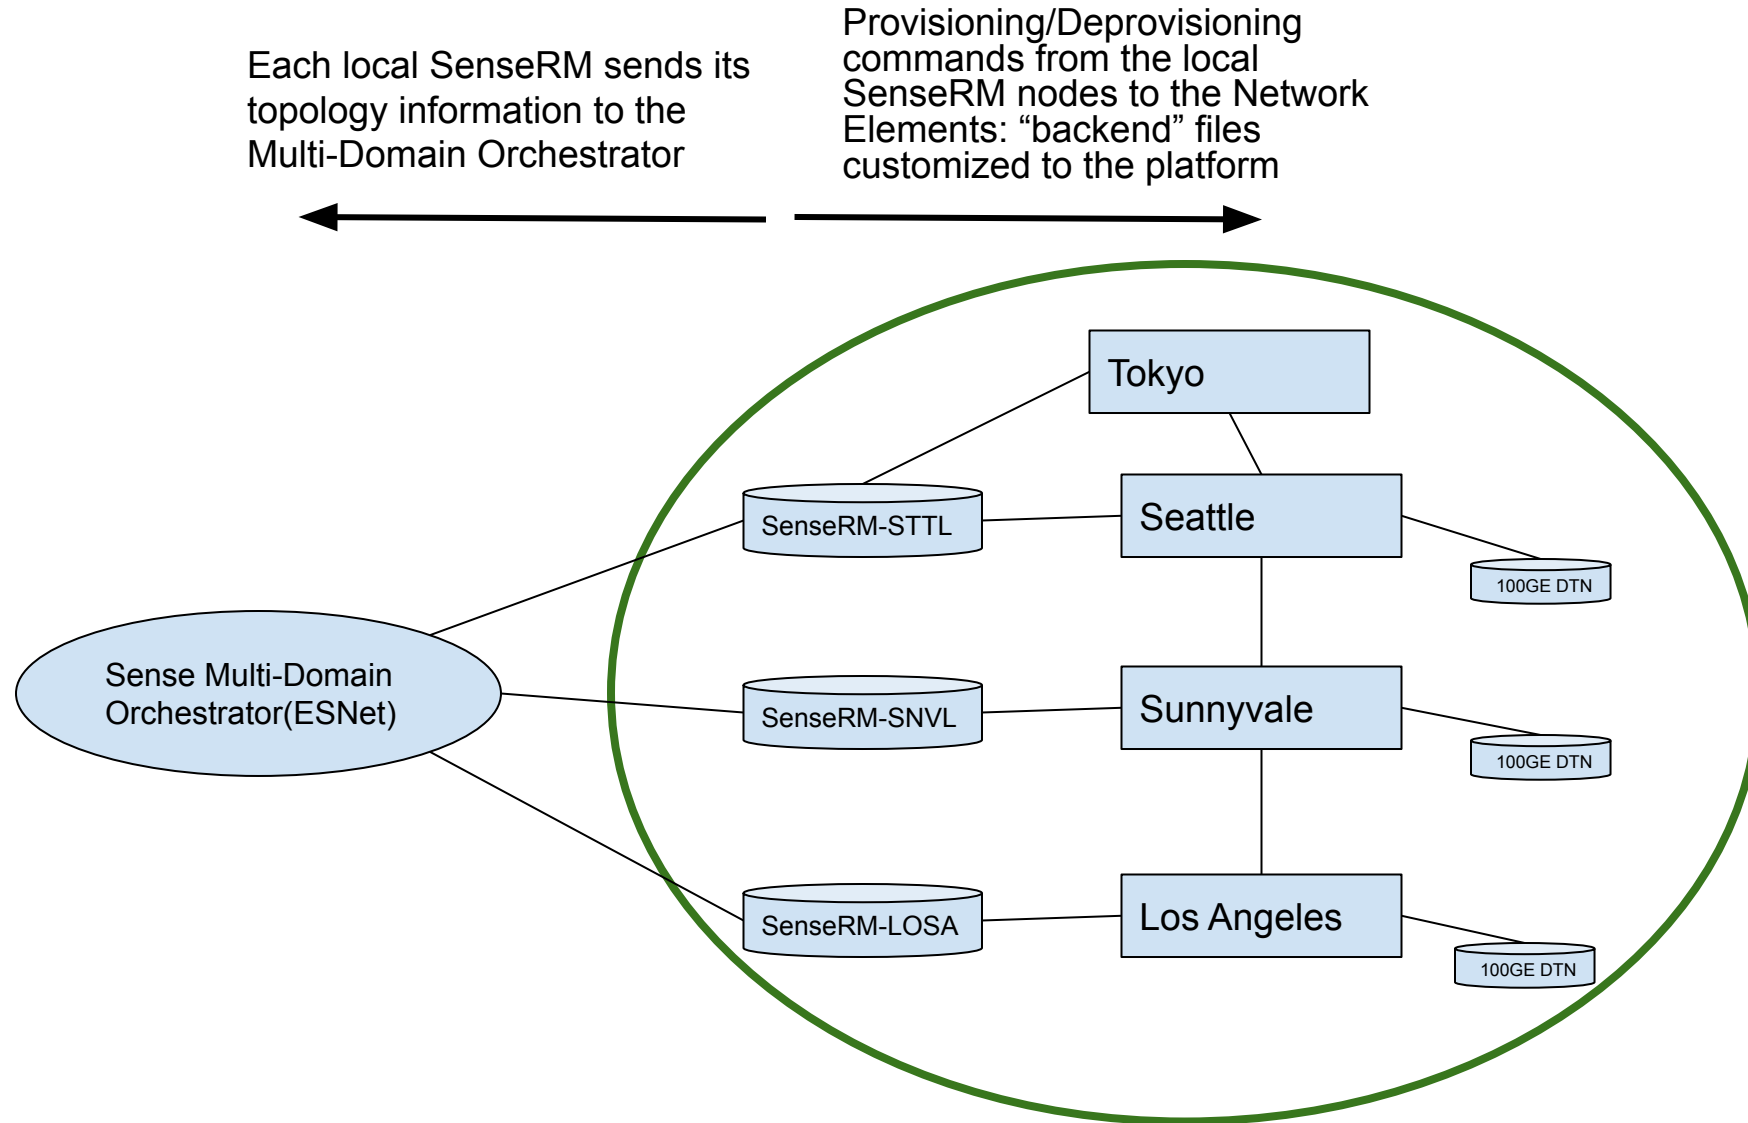 Each local SenseRM sends its
topology information to the
Multi-Domain Orchestrator
Provisioning/Deprovisioning
commands from the local
SenseRM nodes to the Network
Elements: “backend” files
customized to the platform
Tokyo
SenseRM-STTL
Seattle
100GE DTN
Sense Multi-Domain
Orchestrator(ESNet)
SenseRM-SNVL
Sunnyvale
100GE DTN
SenseRM-LOSA
Los Angeles
100GE DTN